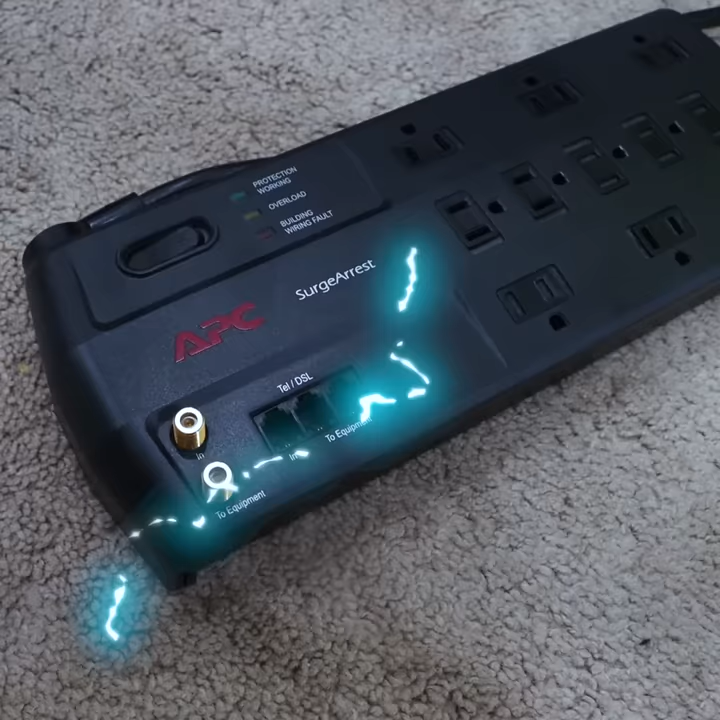 PROTECTION
WORKING
OVERLOAD
BUILDING
WIRING FAULT
SurgeArrest
APC
Tel / DSL
In
To Equipment
In
To Equipment